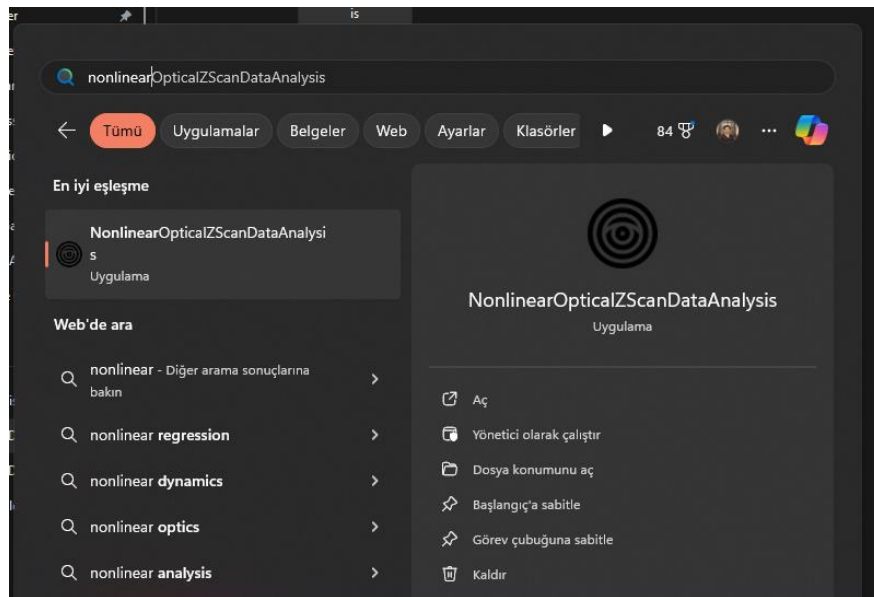 is
nonlinearOpticalZScanDataAnalysis
Tümü Uygulamalar Belgeler Web Ayarlar Klasörler 84
En iyi eşleşme
NonlinearOpticalZScanDataAnalysi
s
Uygulama
Web'de ara
nonlinear - Diğer arama sonuçlarına
bakın
nonlinear regression
nonlinear dynamics
nonlinear optics
nonlinear analysis
NonlinearOpticalZScanDataAnalysis
Uygulama
Aç
Yönetici olarak çalıştır
Dosya konumunu aç
Başlangıç'a sabitle
Görev çubuğuna sabitle
Kaldır